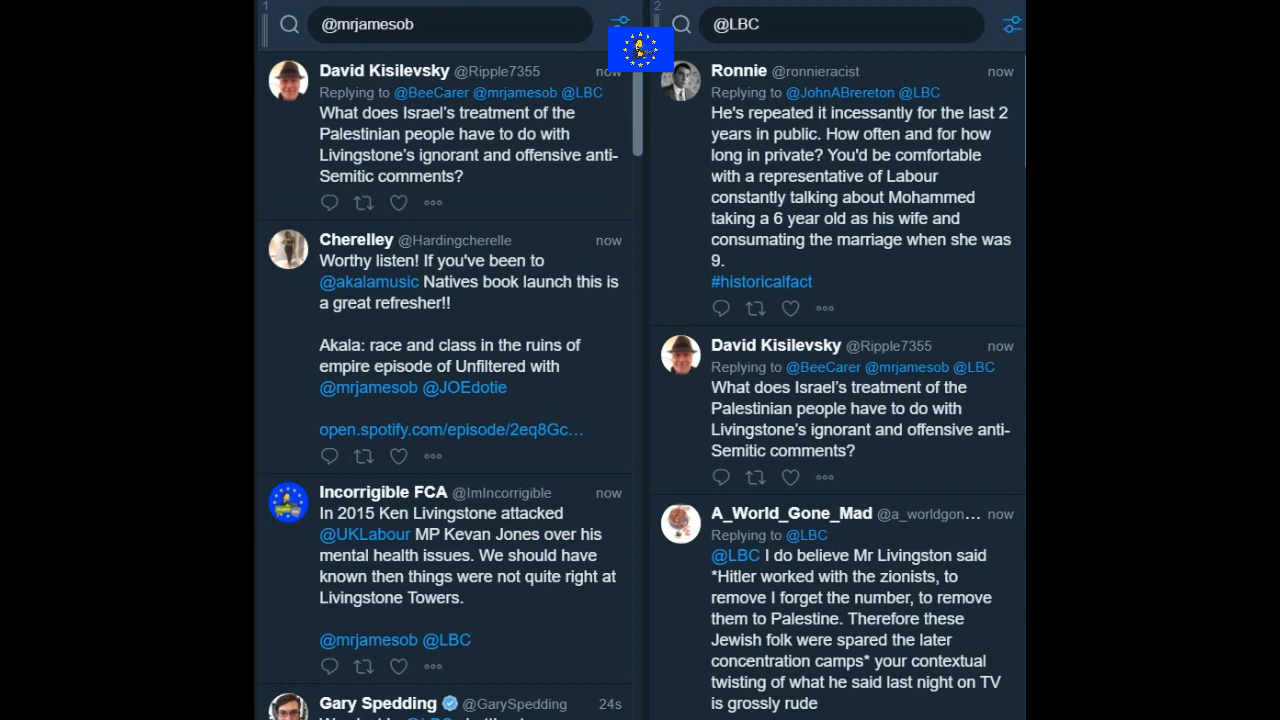 1
@mrjamesob
David Kisilevsky @Ripple7355 now
Replying to @BeeCarer @mrjamesob @LBC
What does Israel's treatment of the
Palestinian people have to do with
Livingstone's ignorant and offensive anti-
Semitic comments?
Cherelley @Hardingcherelle now
Worthy listen! If you've been to
@akalamusic Natives book launch this is
a great refresher!!
Akala: race and class in the ruins of
empire episode of Unfiltered with
@mrjamesob @JOEdotie
open.spotify.com/episode/2eq8Gc…
Incorrigible FCA @ImIncorrigible now
In 2015 Ken Livingstone attacked
@UKLabour MP Kevan Jones over his
mental health issues. We should have
known then things were not quite right at
Livingstone Towers.
@mrjamesob @LBC
Gary Spedding @GarySpedding 24s
2
@LBC
Ronnie @ronnieracist now
Replying to @JohnABrereton @LBC
He's repeated it incessantly for the last 2
years in public. How often and for how
long in private? You'd be comfortable
with a representative of Labour
constantly talking about Mohammed
taking a 6 year old as his wife and
consumating the marriage when she was
9.
#historicalfact
David Kisilevsky @Ripple7355 now
Replying to @BeeCarer @mrjamesob @LBC
What does Israel's treatment of the
Palestinian people have to do with
Livingstone's ignorant and offensive anti-
Semitic comments?
A_World_Gone_Mad @a_worldgon… now
Replying to @LBC
@LBC I do believe Mr Livingston said
*Hitler worked with the zionists, to
remove I forget the number, to remove
them to Palestine. Therefore these
Jewish folk were spared the later
concentration camps* your contextual
twisting of what he said last night on TV
is grossly rude